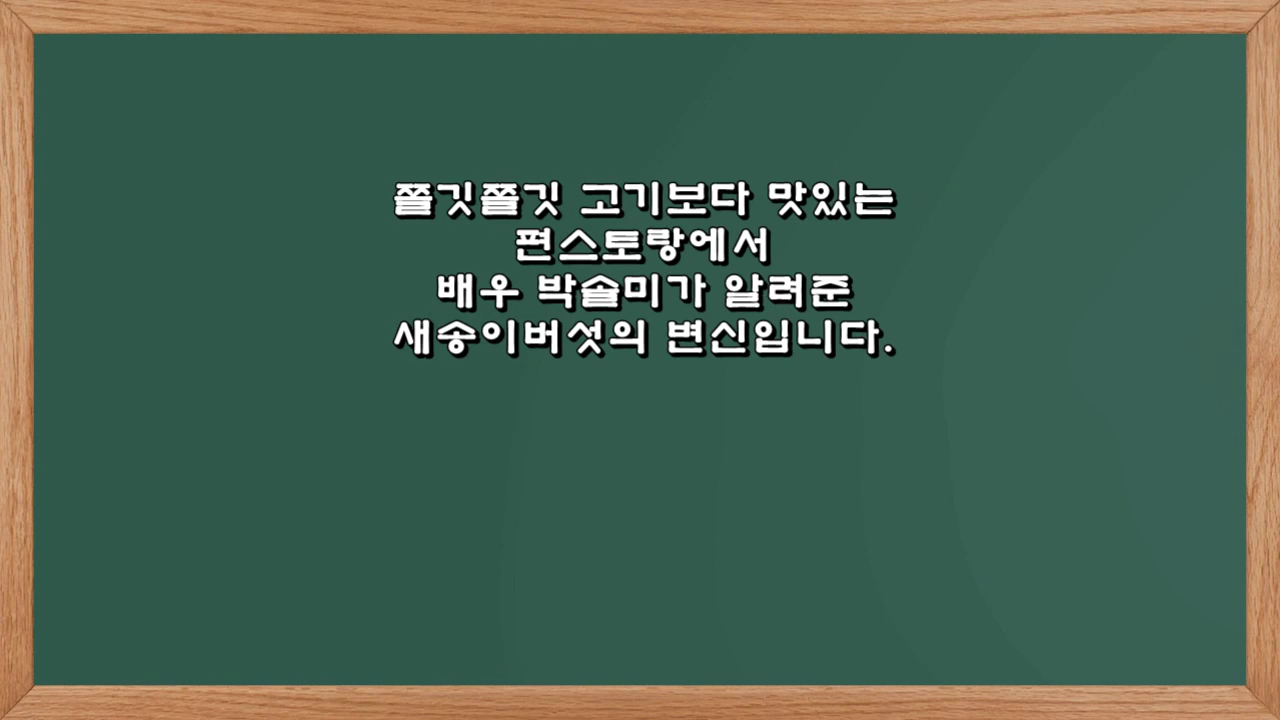 쫄깃쫄깃 고기보다 맛있는
편스토랑에서
배우 박솔미가 알려준
새송이버섯의 변신입니다.